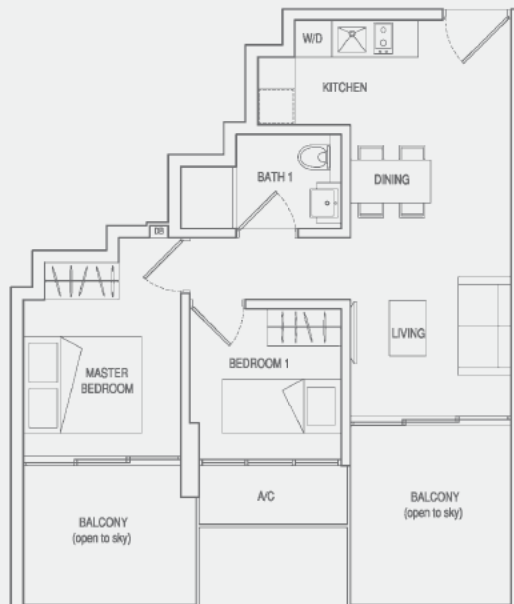 W/D
KITCHEN
BATH 1
DINING
DB
LIVING
BEDROOM 1
MASTER
BEDROOM
A/C
BALCONY
(open to sky)
BALCONY
(open to sky)